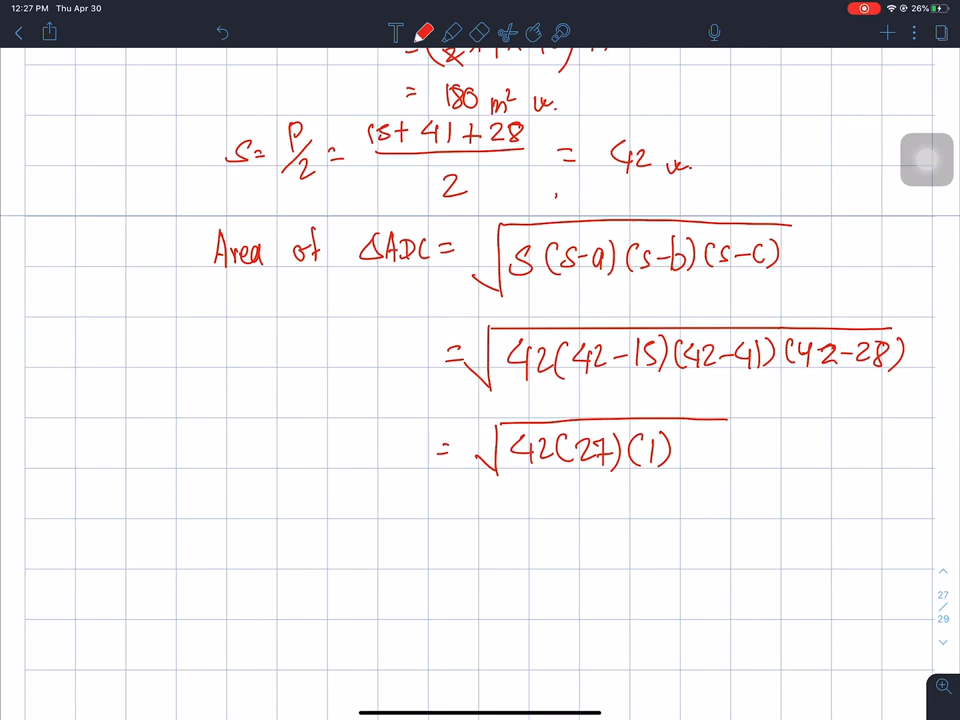 12:27 PM Thu Apr 30 26%
= 180 m² u.
S = P/2 = (15 + 41 + 28)/2 = 42 u.
Area of ΔADC = √(S(s-a)(s-b)(s-c))
= √(42(42-15)(42-41)(42-28))
= √(42(27)(1)
27
/
29